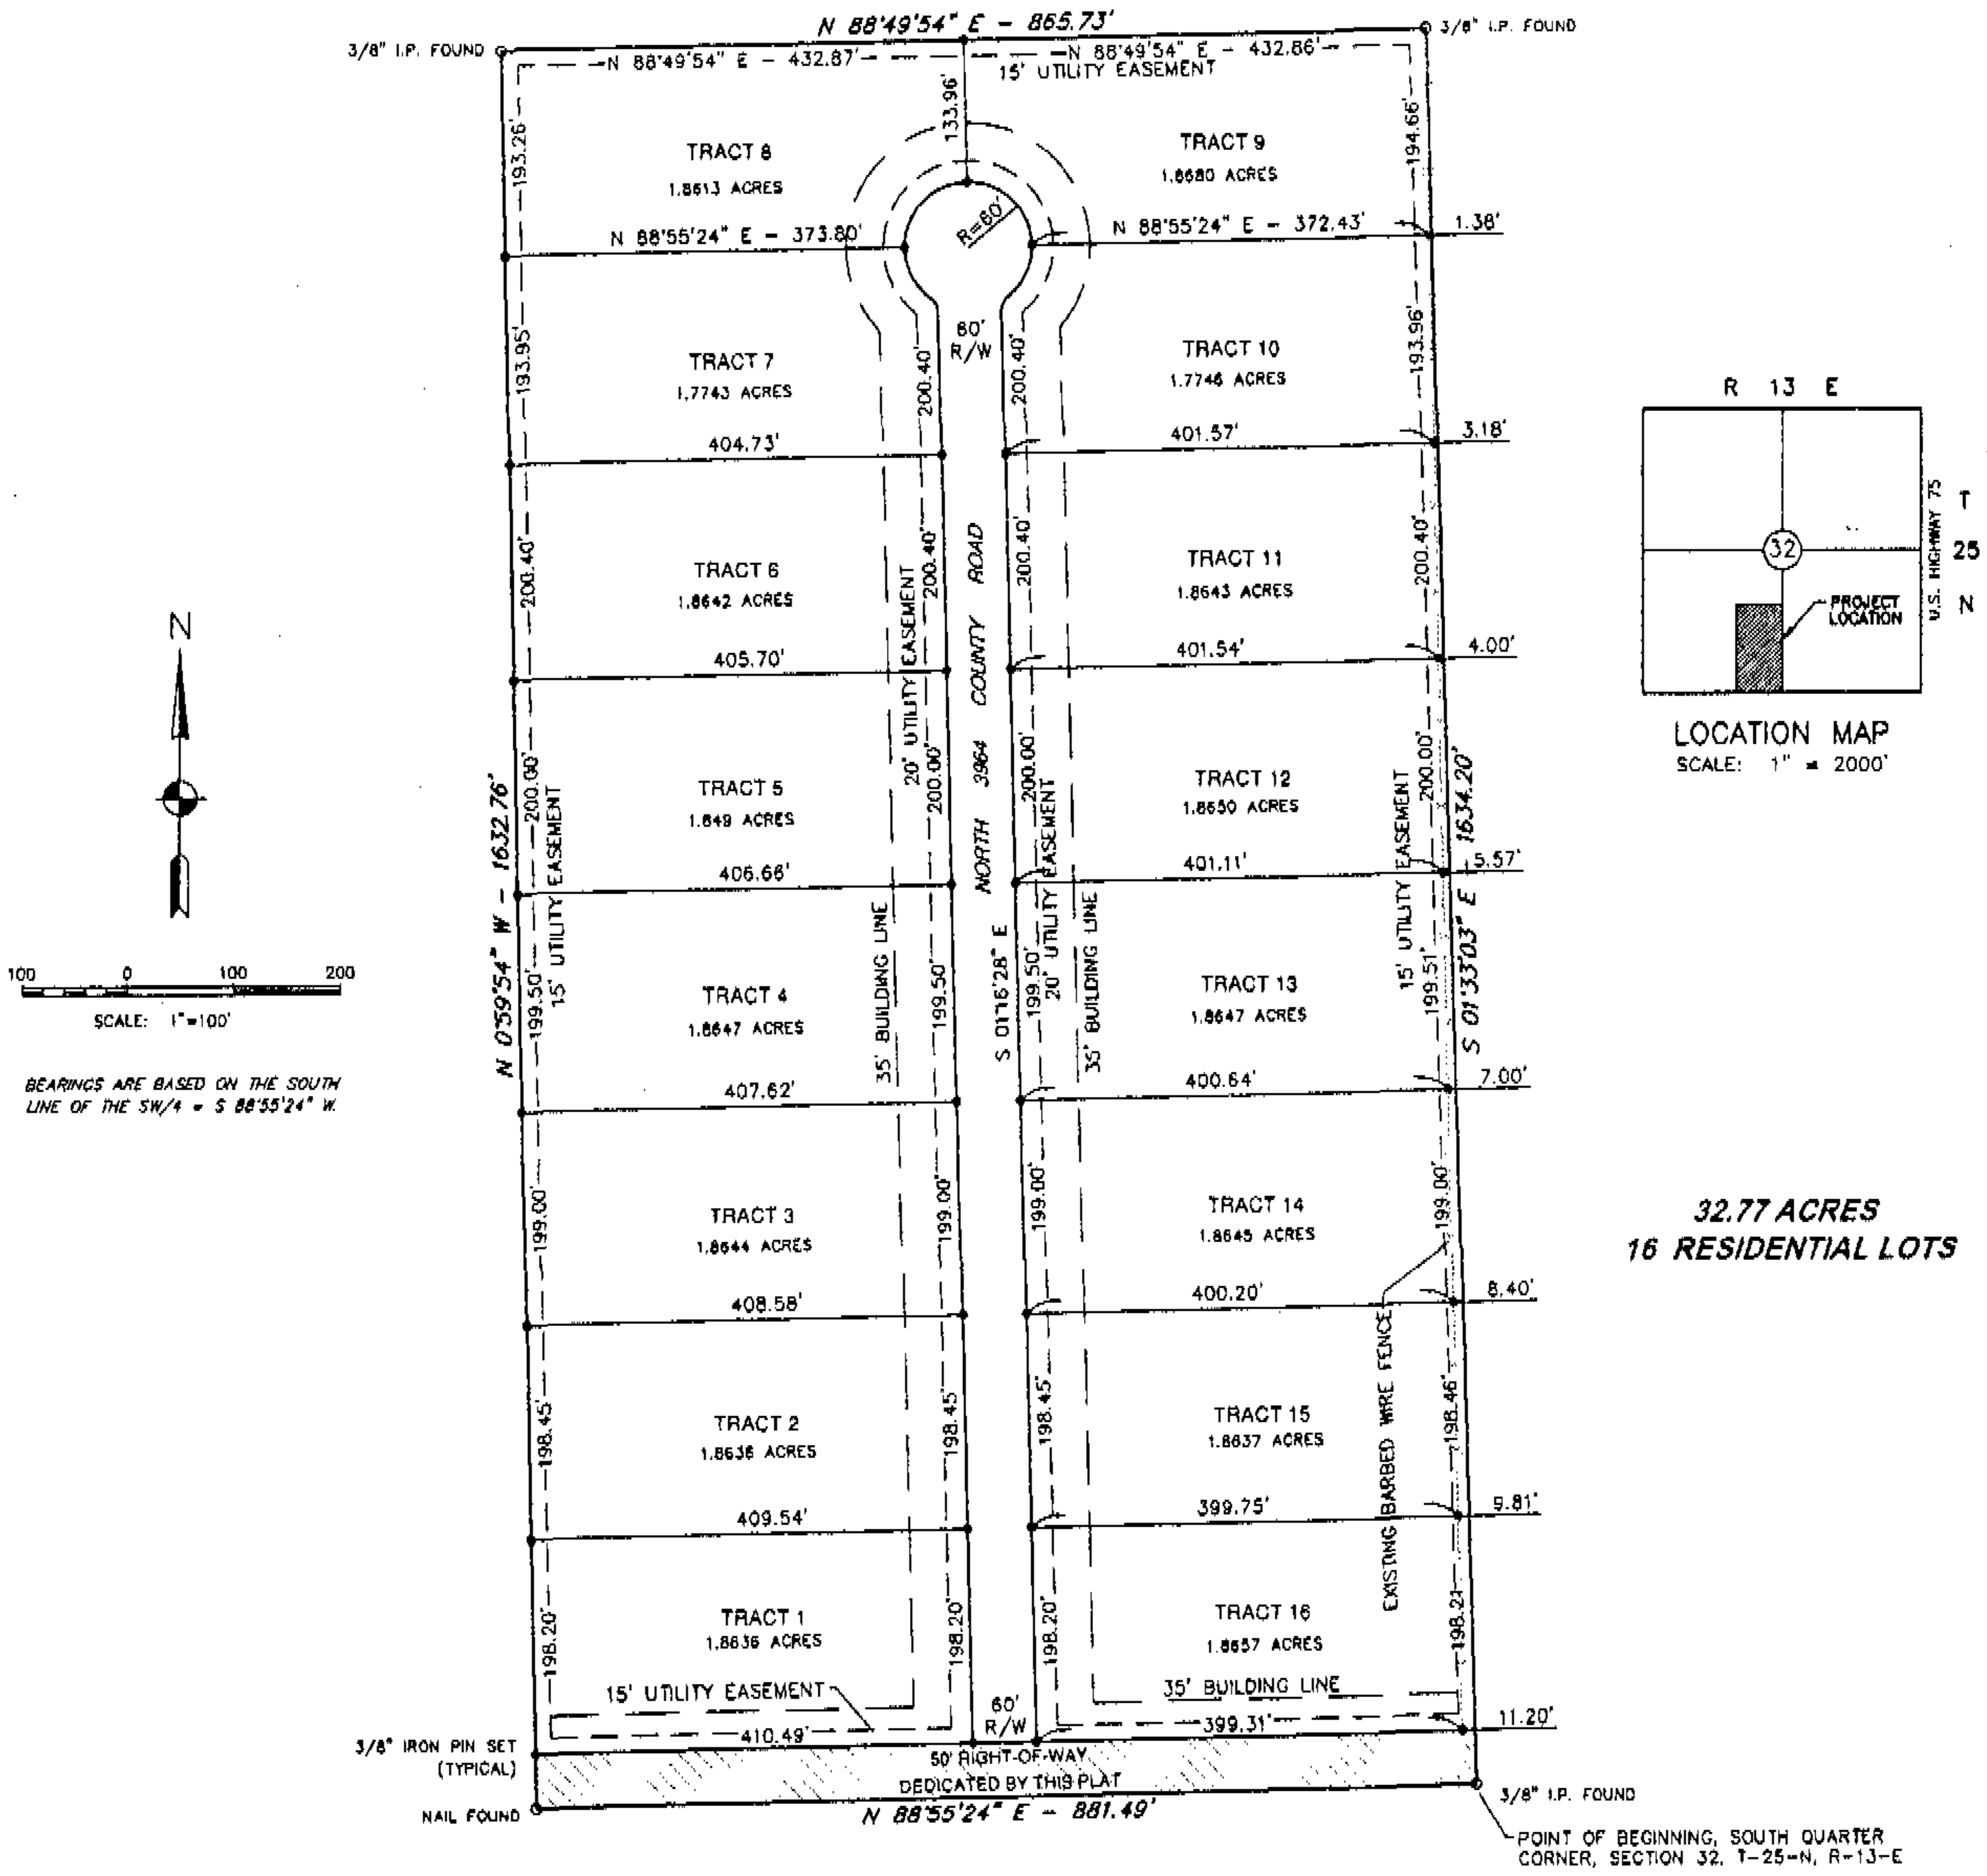 N 88°49'54" E - 865.73'
3/8" I.P. FOUND
3/8" I.P. FOUND
N 88°49'54" E - 432.87'
N 88°49'54" E - 432.86'
15' UTILITY EASEMENT
133.96'
193.26'
TRACT 8
1.8613 ACRES
TRACT 9
1.8680 ACRES
194.66'
R=60'
N 88°55'24" E - 373.80'
N 88°55'24" E - 372.43'
1.38'
193.95'
TRACT 7
1.7743 ACRES
200.40'
60'
R/W
200.40'
TRACT 10
1.7746 ACRES
193.96'
404.73'
401.57'
3.18'
200.40'
TRACT 6
1.8642 ACRES
200.40'
200.40'
TRACT 11
1.8643 ACRES
200.40'
405.70'
401.54'
4.00'
20' UTILITY EASEMENT
NORTH 3964 COUNTY ROAD
N 0°59'54" W - 1632.76'
200.00'
15' UTILITY EASEMENT
TRACT 5
1.649 ACRES
200.00'
200.00'
20' UTILITY EASEMENT
TRACT 12
1.8650 ACRES
200.00'
15' UTILITY EASEMENT
S 01°33'03" E 1634.20'
406.66'
401.11'
5.57'
199.50'
TRACT 4
1.8647 ACRES
35' BUILDING LINE
199.50'
S 01°16'28" E
199.50'
35' BUILDING LINE
TRACT 13
1.8647 ACRES
199.51'
407.62'
400.64'
7.00'
199.00'
TRACT 3
1.8644 ACRES
199.00'
199.00'
TRACT 14
1.8645 ACRES
199.00'
408.58'
400.20'
8.40'
198.45'
TRACT 2
1.8636 ACRES
198.45'
198.45'
TRACT 15
1.8637 ACRES
EXISTING BARBED WIRE FENCE
198.46'
409.54'
399.75'
9.81'
198.20'
TRACT 1
1.8636 ACRES
198.20'
198.20'
TRACT 16
1.8657 ACRES
198.21
15' UTILITY EASEMENT
35' BUILDING LINE
410.49'
60'
R/W
399.31'
11.20'
3/8" IRON PIN SET
(TYPICAL)
50' RIGHT-OF-WAY
DEDICATED BY THIS PLAT
NAIL FOUND
N 88°55'24" E - 881.49'
3/8" I.P. FOUND
POINT OF BEGINNING, SOUTH QUARTER
CORNER, SECTION 32, T-25-N, R-13-E
N
100 0 100 200
SCALE: 1"=100'
BEARINGS ARE BASED ON THE SOUTH
LINE OF THE SW/4 = S 88°55'24" W.
R 13 E
32
PROJECT
LOCATION
U.S. HIGHWAY 75
T
25
N
LOCATION MAP
SCALE: 1" = 2000'
32.77 ACRES
16 RESIDENTIAL LOTS